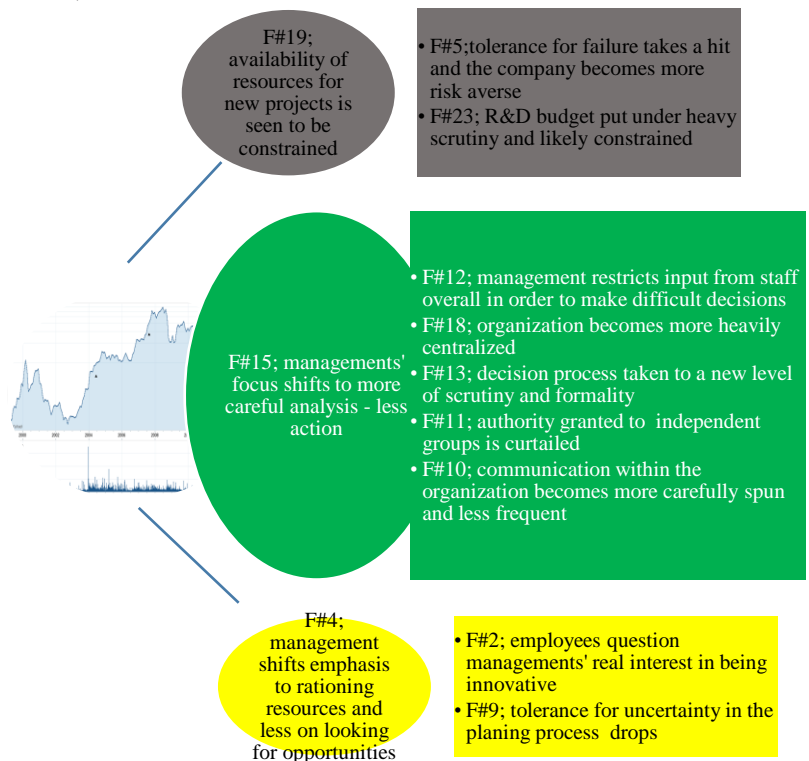 F#19;
availability of
resources for
new projects is
seen to be
constrained
• F#5;tolerance for failure takes a hit
and the company becomes more
risk averse
• F#23; R&D budget put under heavy
scrutiny and likely constrained
F#15; managements'
focus shifts to more
careful analysis - less
action
• F#12; management restricts input from staff
overall in order to make difficult decisions
• F#18; organization becomes more heavily
centralized
• F#13; decision process taken to a new level
of scrutiny and formality
• F#11; authority granted to independent
groups is curtailed
• F#10; communication within the
organization becomes more carefully spun
and less frequent
F#4;
management
shifts emphasis
to rationing
resources and
less on looking
for opportunities
• F#2; employees question
managements' real interest in being
innovative
• F#9; tolerance for uncertainty in the
planing process drops